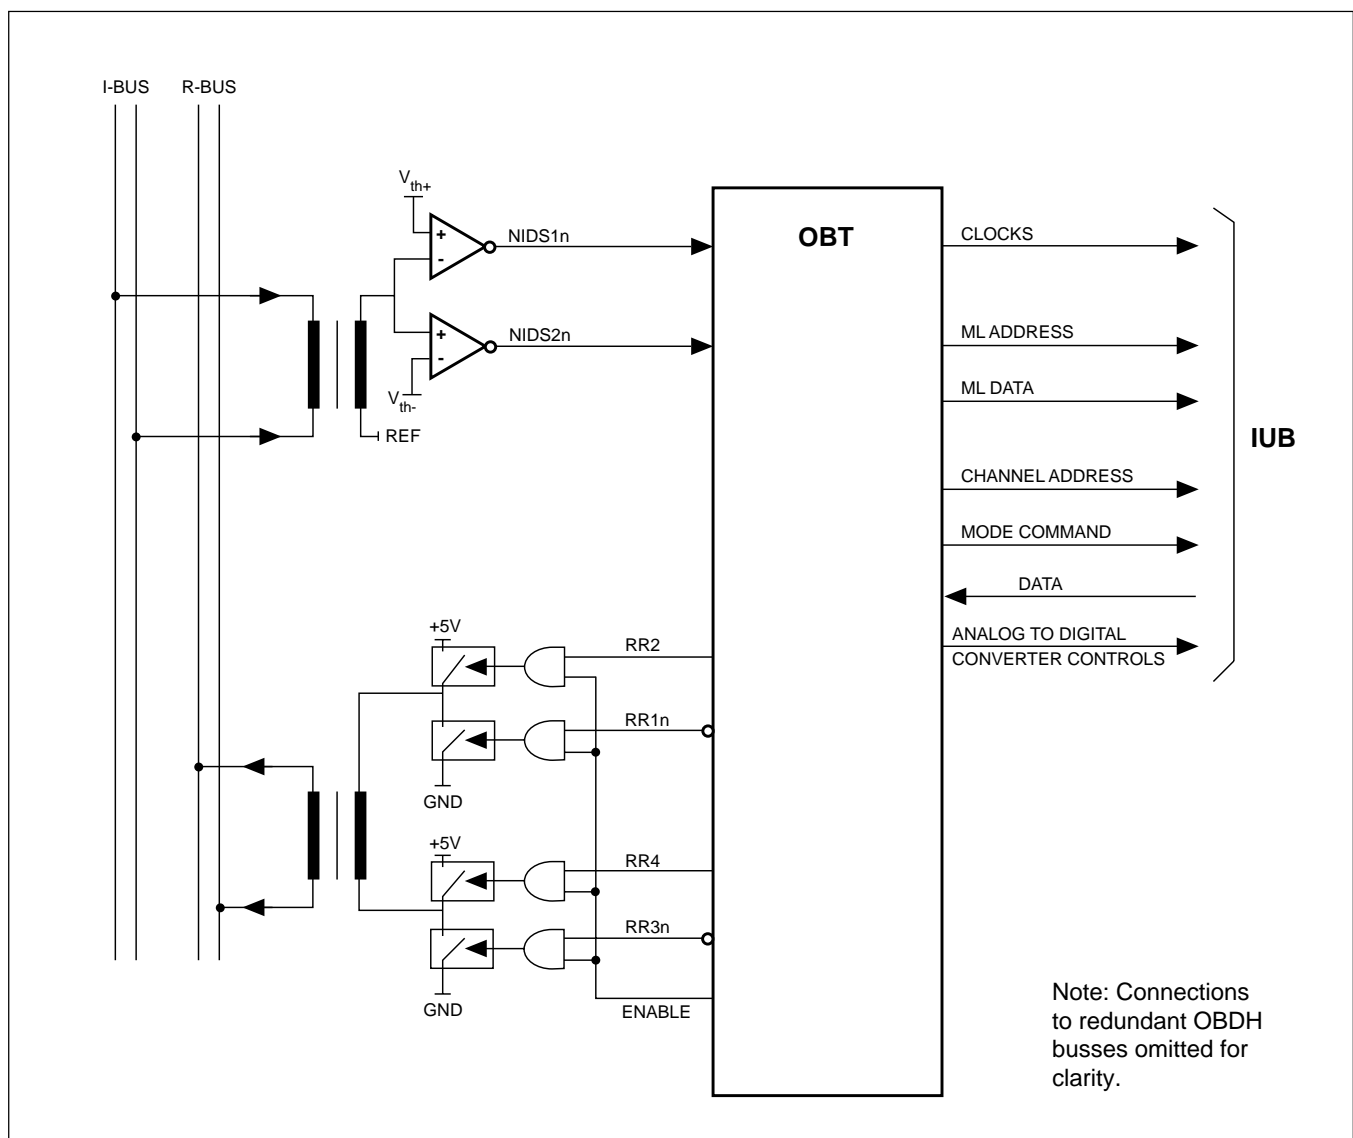 I-BUS R-BUS
Vth+
+
-
NIDS1n
+
-
NIDS2n
Vth-
REF
OBT
CLOCKS
ML ADDRESS
ML DATA
CHANNEL ADDRESS
MODE COMMAND
DATA
ANALOG TO DIGITAL
CONVERTER CONTROLS
IUB
+5V
RR2
RR1n
GND
+5V
RR4
RR3n
GND
ENABLE
Note: Connections
to redundant OBDH
busses omitted for
clarity.